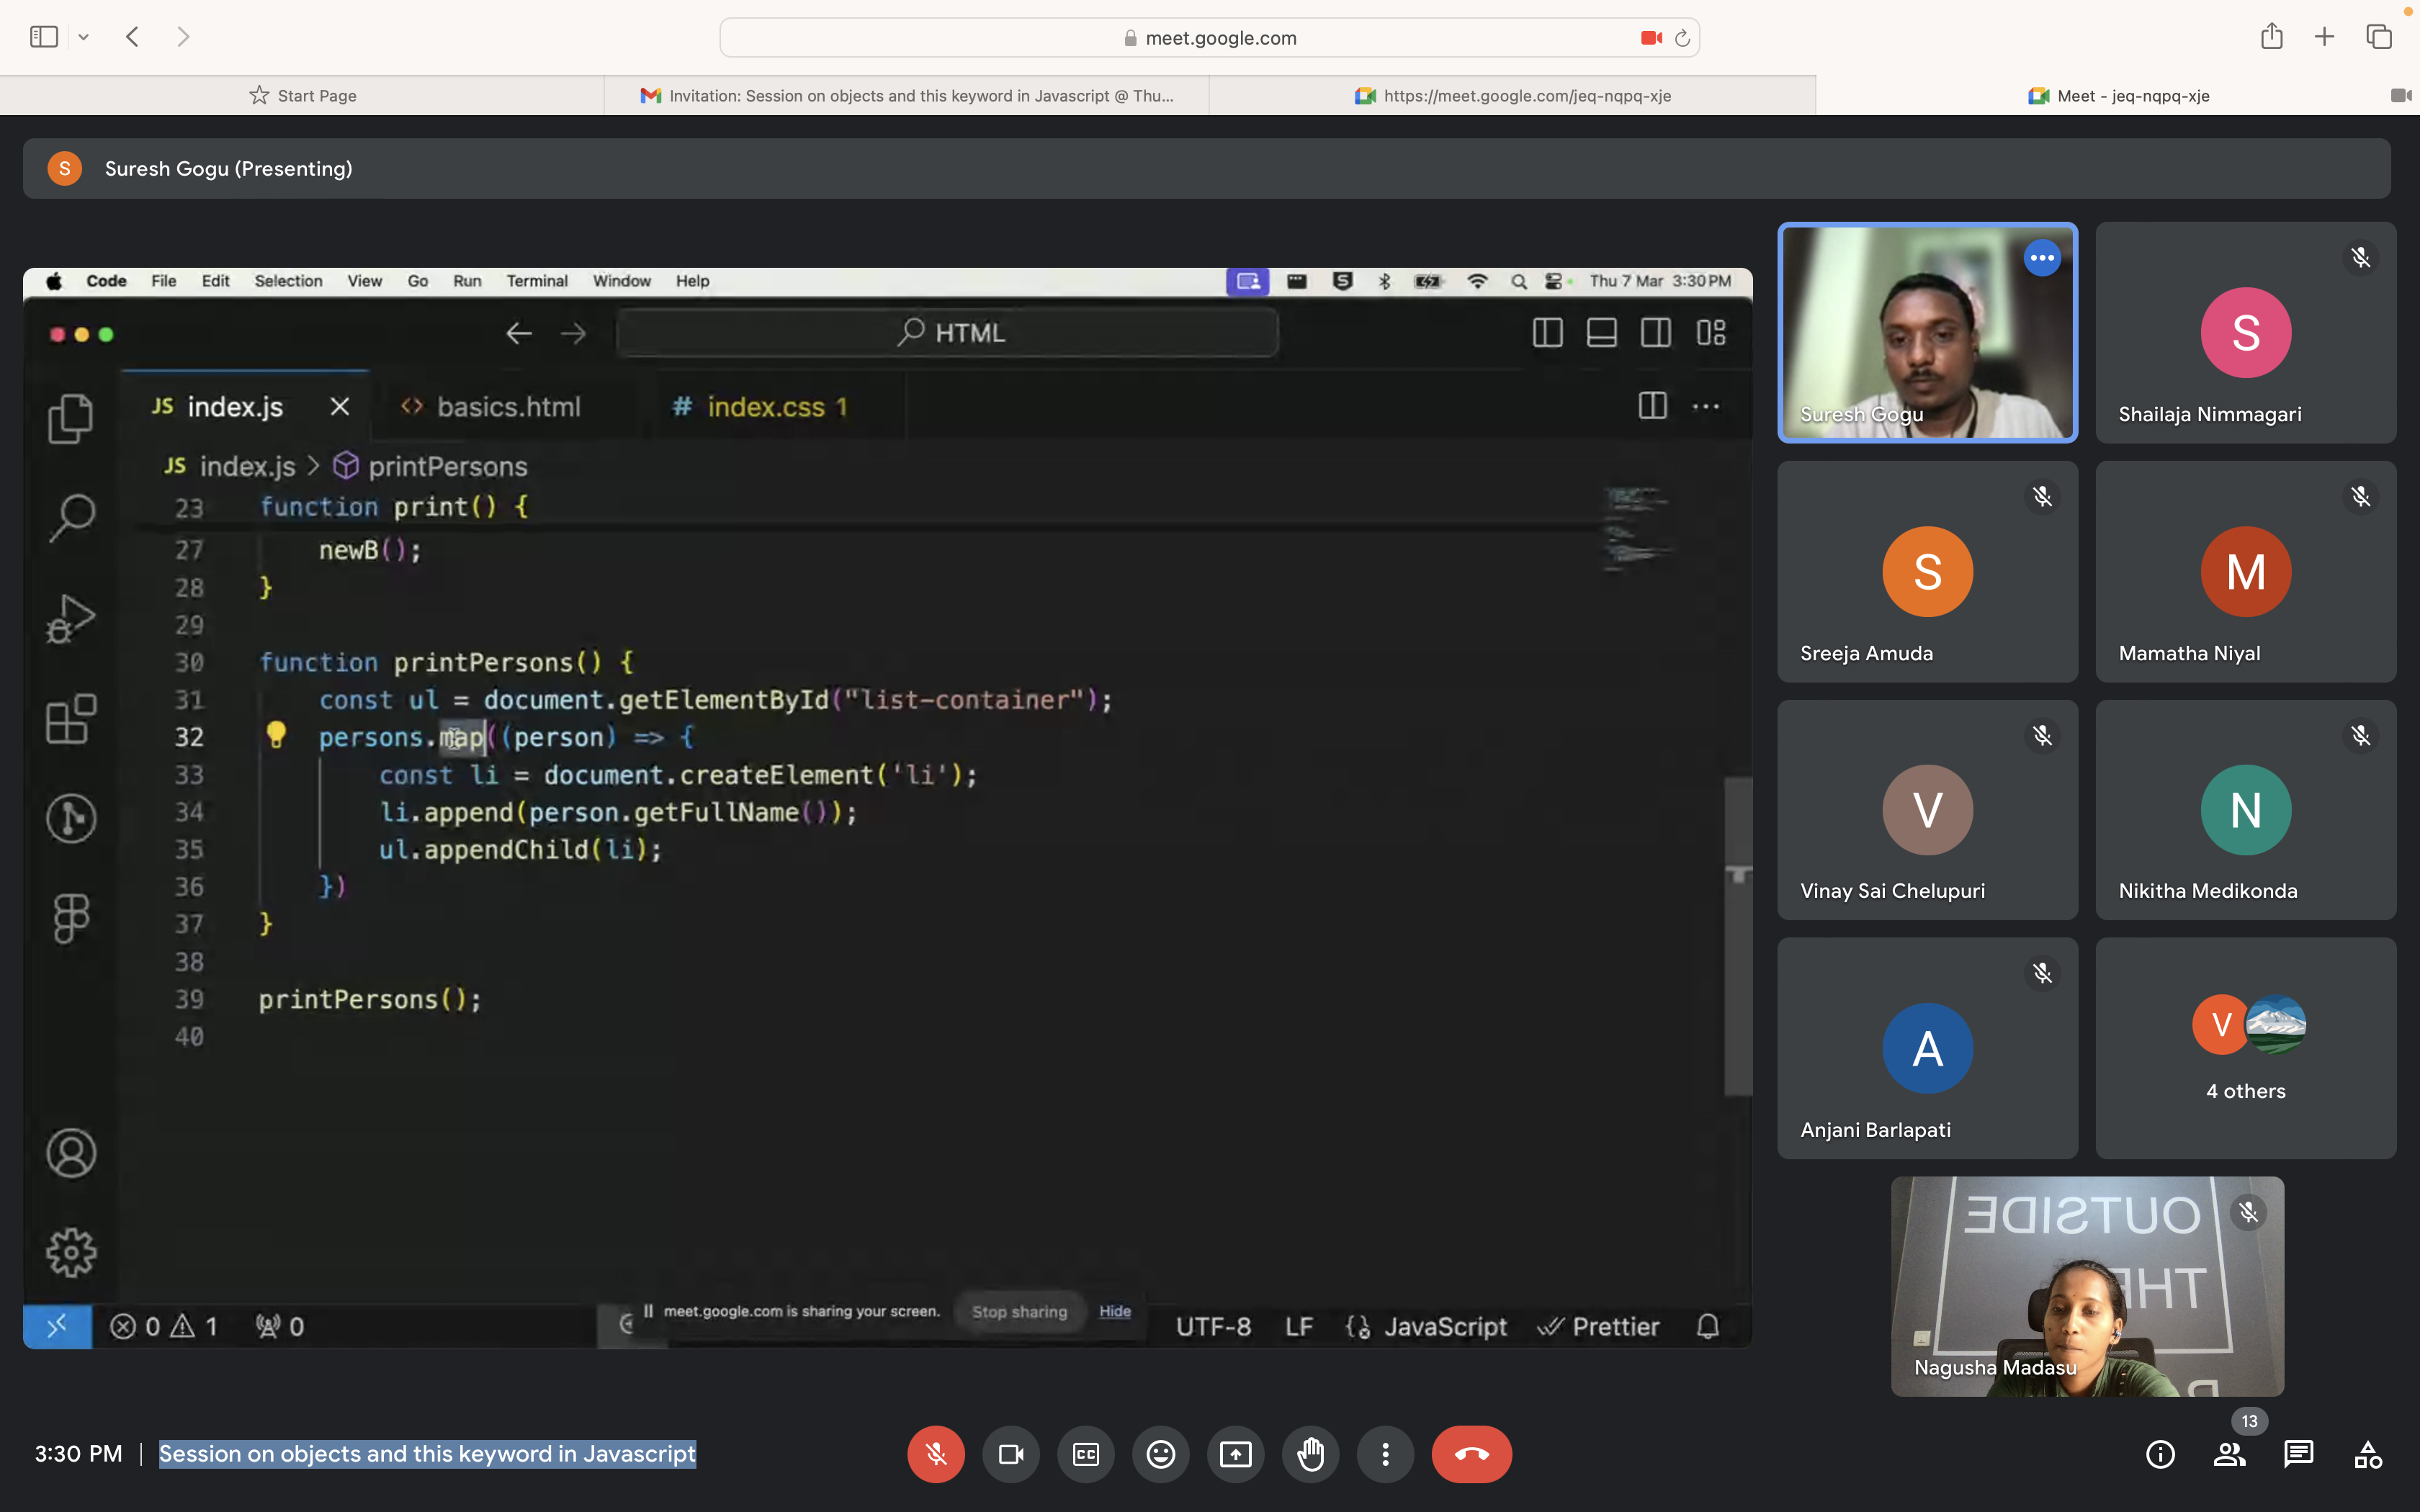 meet.google.com
Start Page
Invitation: Session on objects and this keyword in Javascript @ Thu...
https://meet.google.com/jeq-nqpq-xje
Meet - jeq-nqpq-xje
S Suresh Gogu (Presenting)
Code File Edit Selection View Go Run Terminal Window Help
Thu 7 Mar 3:30 PM
HTML
JS index.js
<> basics.html
# index.css 1
JS index.js > printPersons
23 function print() {
27 newB();
28 }
29
30 function printPersons() {
31 const ul = document.getElementById("list-container");
32 persons.map((person) => {
33 const li = document.createElement('li');
34 li.append(person.getFullName());
35 ul.appendChild(li);
36 })
37 }
38
39 printPersons();
40
0 1 0
meet.google.com is sharing your screen. Stop sharing Hide
UTF-8 LF JavaScript Prettier
Suresh Gogu
S
Shailaja Nimmagari
S
Sreeja Amuda
M
Mamatha Niyal
V
Vinay Sai Chelupuri
N
Nikitha Medikonda
A
Anjani Barlapati
V
4 others
OUTSIDE
THE
Nagusha Madasu
3:30 PM | Session on objects and this keyword in Javascript
CC
13